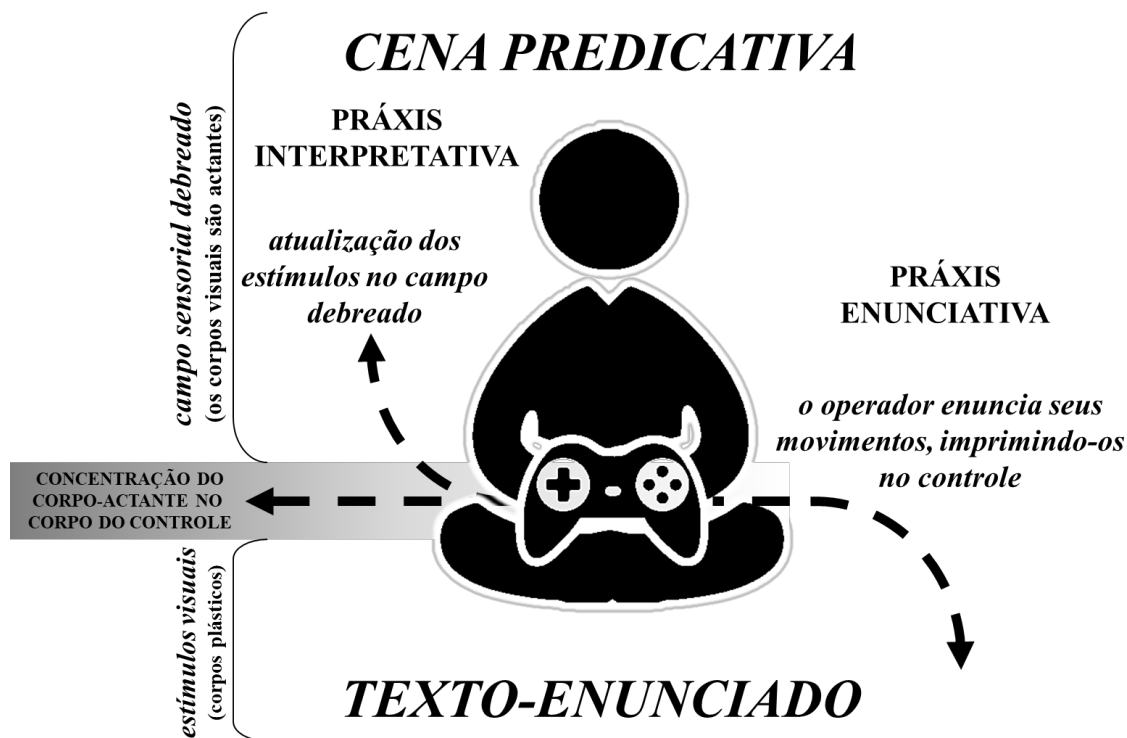 CENA PREDICATIVA
campo sensorial debreado
(os corpos visuais são actantes)
PRÁXIS
INTERPRETATIVA
atualização dos
estímulos no campo
debreado
PRÁXIS
ENUNCIATIVA
o operador enuncia seus
movimentos, imprimindo-os
no controle
CONCENTRAÇÃO DO
CORPO-ACTANTE NO
CORPO DO CONTROLE
estímulos visuais
(corpos plásticos)
TEXTO-ENUNCIADO